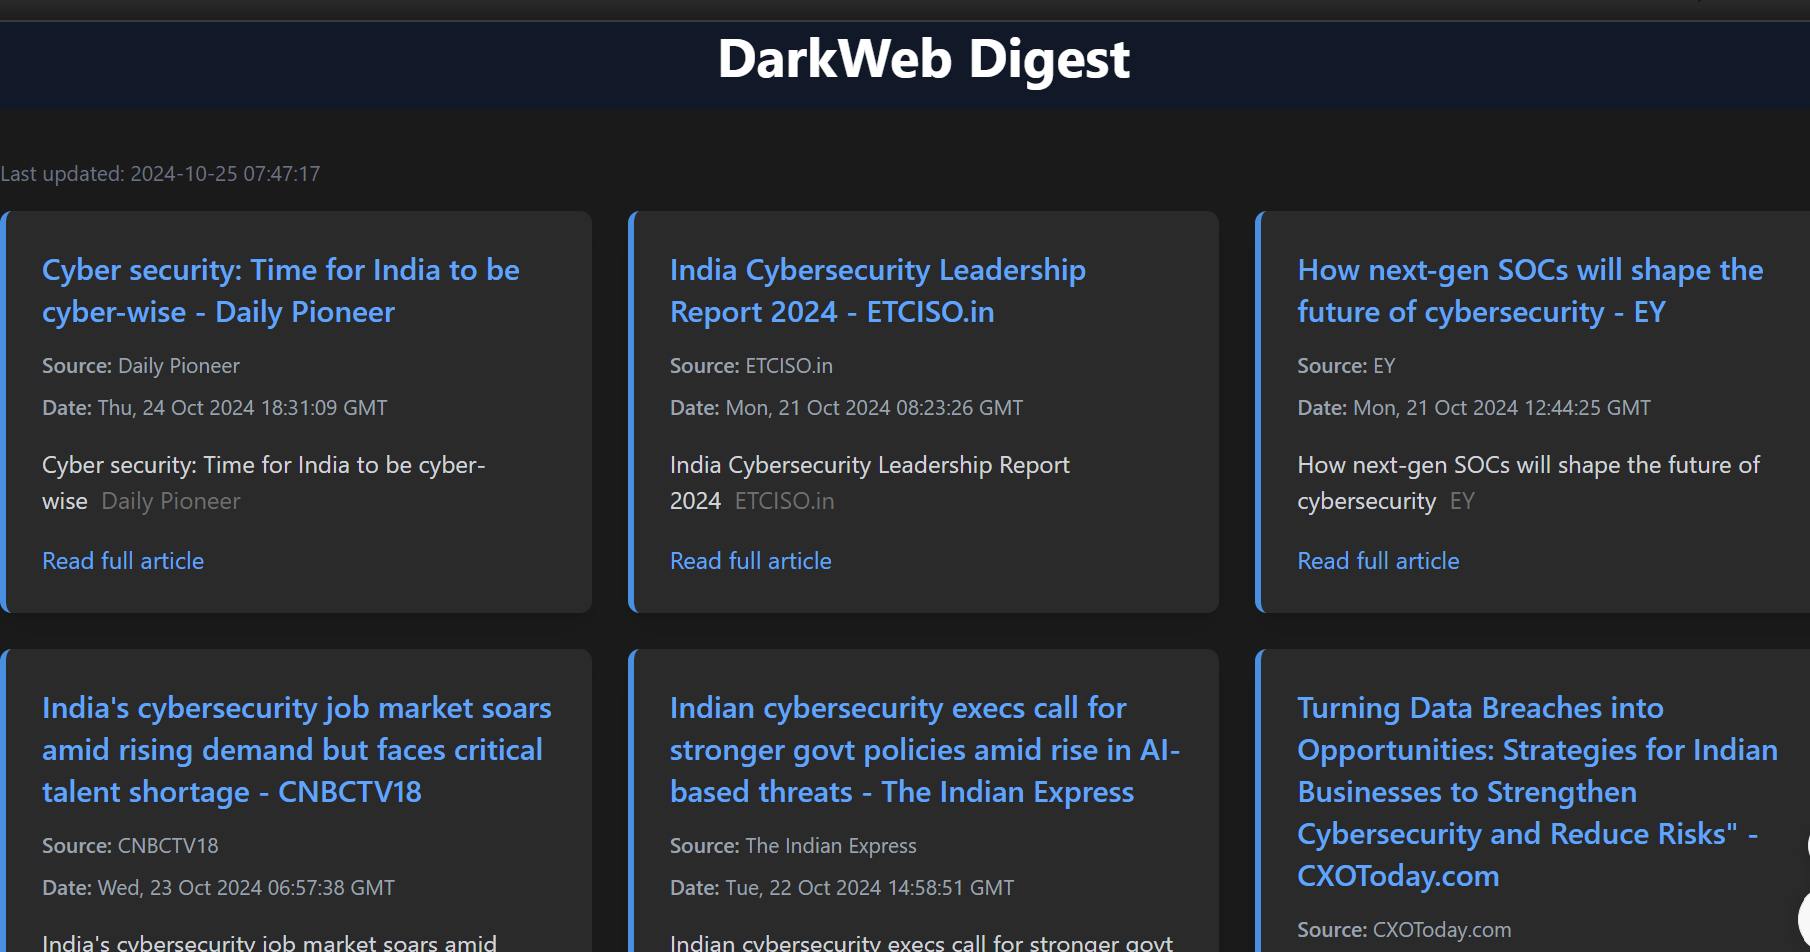 DarkWeb Digest
Last updated: 2024-10-25 07:47:17
Cyber security: Time for India to be
cyber-wise - Daily Pioneer
Source: Daily Pioneer
Date: Thu, 24 Oct 2024 18:31:09 GMT
Cyber security: Time for India to be cyber-
wise  Daily Pioneer
Read full article
India Cybersecurity Leadership
Report 2024 - ETCISO.in
Source: ETCISO.in
Date: Mon, 21 Oct 2024 08:23:26 GMT
India Cybersecurity Leadership Report
2024  ETCISO.in
Read full article
How next-gen SOCs will shape the
future of cybersecurity - EY
Source: EY
Date: Mon, 21 Oct 2024 12:44:25 GMT
How next-gen SOCs will shape the future of
cybersecurity  EY
Read full article
India's cybersecurity job market soars
amid rising demand but faces critical
talent shortage - CNBCTV18
Source: CNBCTV18
Date: Wed, 23 Oct 2024 06:57:38 GMT
India's cybersecurity job market soars amid
Indian cybersecurity execs call for
stronger govt policies amid rise in AI-
based threats - The Indian Express
Source: The Indian Express
Date: Tue, 22 Oct 2024 14:58:51 GMT
Indian cybersecurity execs call for stronger govt
Turning Data Breaches into
Opportunities: Strategies for Indian
Businesses to Strengthen
Cybersecurity and Reduce Risks" -
CXOToday.com
Source: CXOToday.com